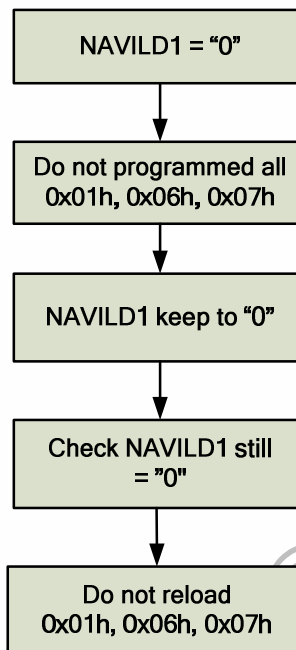 NAVILD1 = “0”
Do not programmed all
0x01h, 0x06h, 0x07h
NAVILD1 keep to “0”
Check NAVILD1 still
= ”0"
Do not reload
0x01h, 0x06h, 0x07h